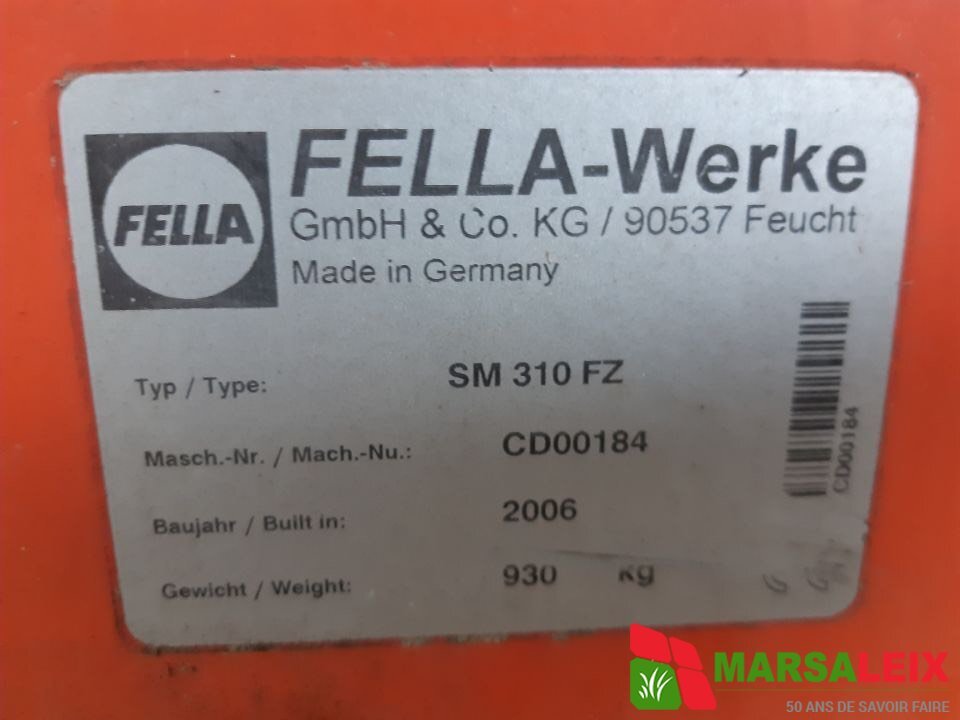 FELLA
FELLA-Werke
GmbH & Co. KG / 90537 Feucht
Made in Germany
Typ / Type: SM 310 FZ
Masch.-Nr. / Mach.-Nu.: CD00184
Baujahr / Built in: 2006
Gewicht / Weight: 930 kg
CD00184
MARSALEIX
50 ANS DE SAVOIR FAIRE